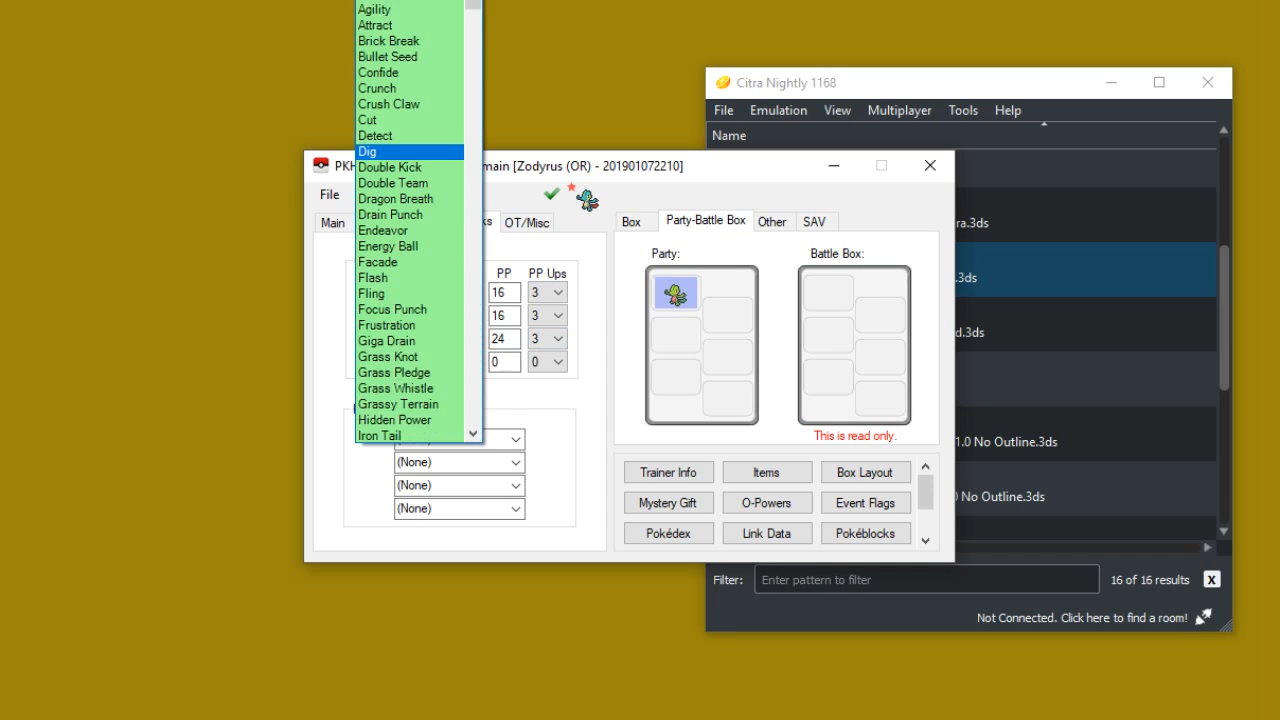 Agility
Attract
Brick Break
Bullet Seed
Confide
Crunch
Crush Claw
Cut
Detect
Dig
Double Kick
Double Team
Dragon Breath
Drain Punch
Endeavor
Energy Ball
Facade
Flash
Fling
Focus Punch
Frustration
Giga Drain
Grass Knot
Grass Pledge
Grass Whistle
Grassy Terrain
Hidden Power
Iron Tail
PKH main [Zodyrus (OR) - 201901072210]
File
Main ks OT/Misc
PP PP Ups
16 3
16 3
24 3
0 0
(None)
(None)
(None)
Box Party-Battle Box Other SAV
Party: Battle Box:
This is read only.
Trainer Info Items Box Layout
Mystery Gift O-Powers Event Flags
Pokédex Link Data Pokéblocks
Citra Nightly 1168
File Emulation View Multiplayer Tools Help
Name
ra.3ds
.3ds
d.3ds
1.0 No Outline.3ds
0 No Outline.3ds
Filter: Enter pattern to filter 16 of 16 results X
Not Connected. Click here to find a room!